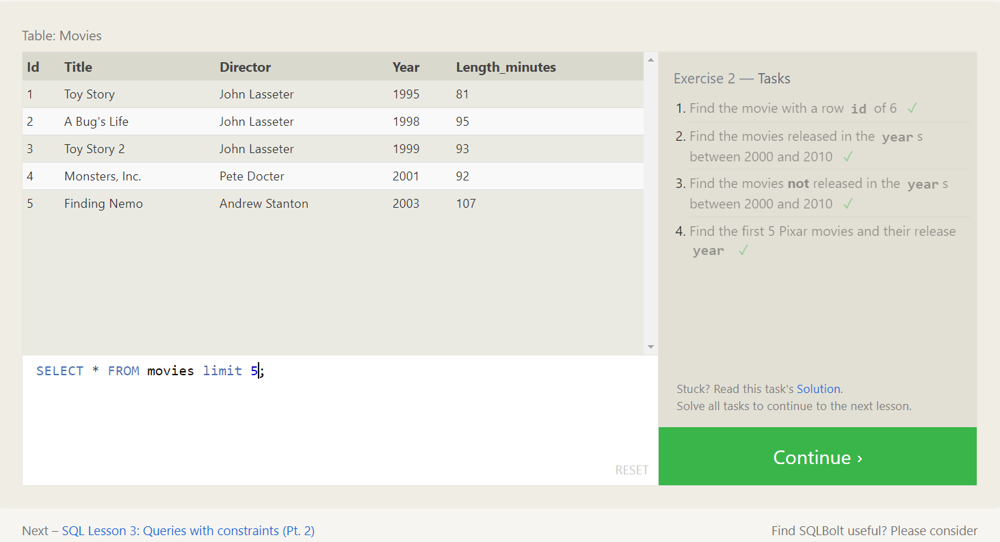 Table: Movies
Id Title Director Year Length_minutes
1 Toy Story John Lasseter 1995 81
2 A Bug's Life John Lasseter 1998 95
3 Toy Story 2 John Lasseter 1999 93
4 Monsters, Inc. Pete Docter 2001 92
5 Finding Nemo Andrew Stanton 2003 107
SELECT * FROM movies limit 5;
RESET
Exercise 2 — Tasks
1. Find the movie with a row id of 6 ✓
2. Find the movies released in the year s
between 2000 and 2010 ✓
3. Find the movies not released in the year s
between 2000 and 2010 ✓
4. Find the first 5 Pixar movies and their release
year ✓
Stuck? Read this task's Solution.
Solve all tasks to continue to the next lesson.
Continue ›
Next – SQL Lesson 3: Queries with constraints (Pt. 2)
Find SQLBolt useful? Please consider